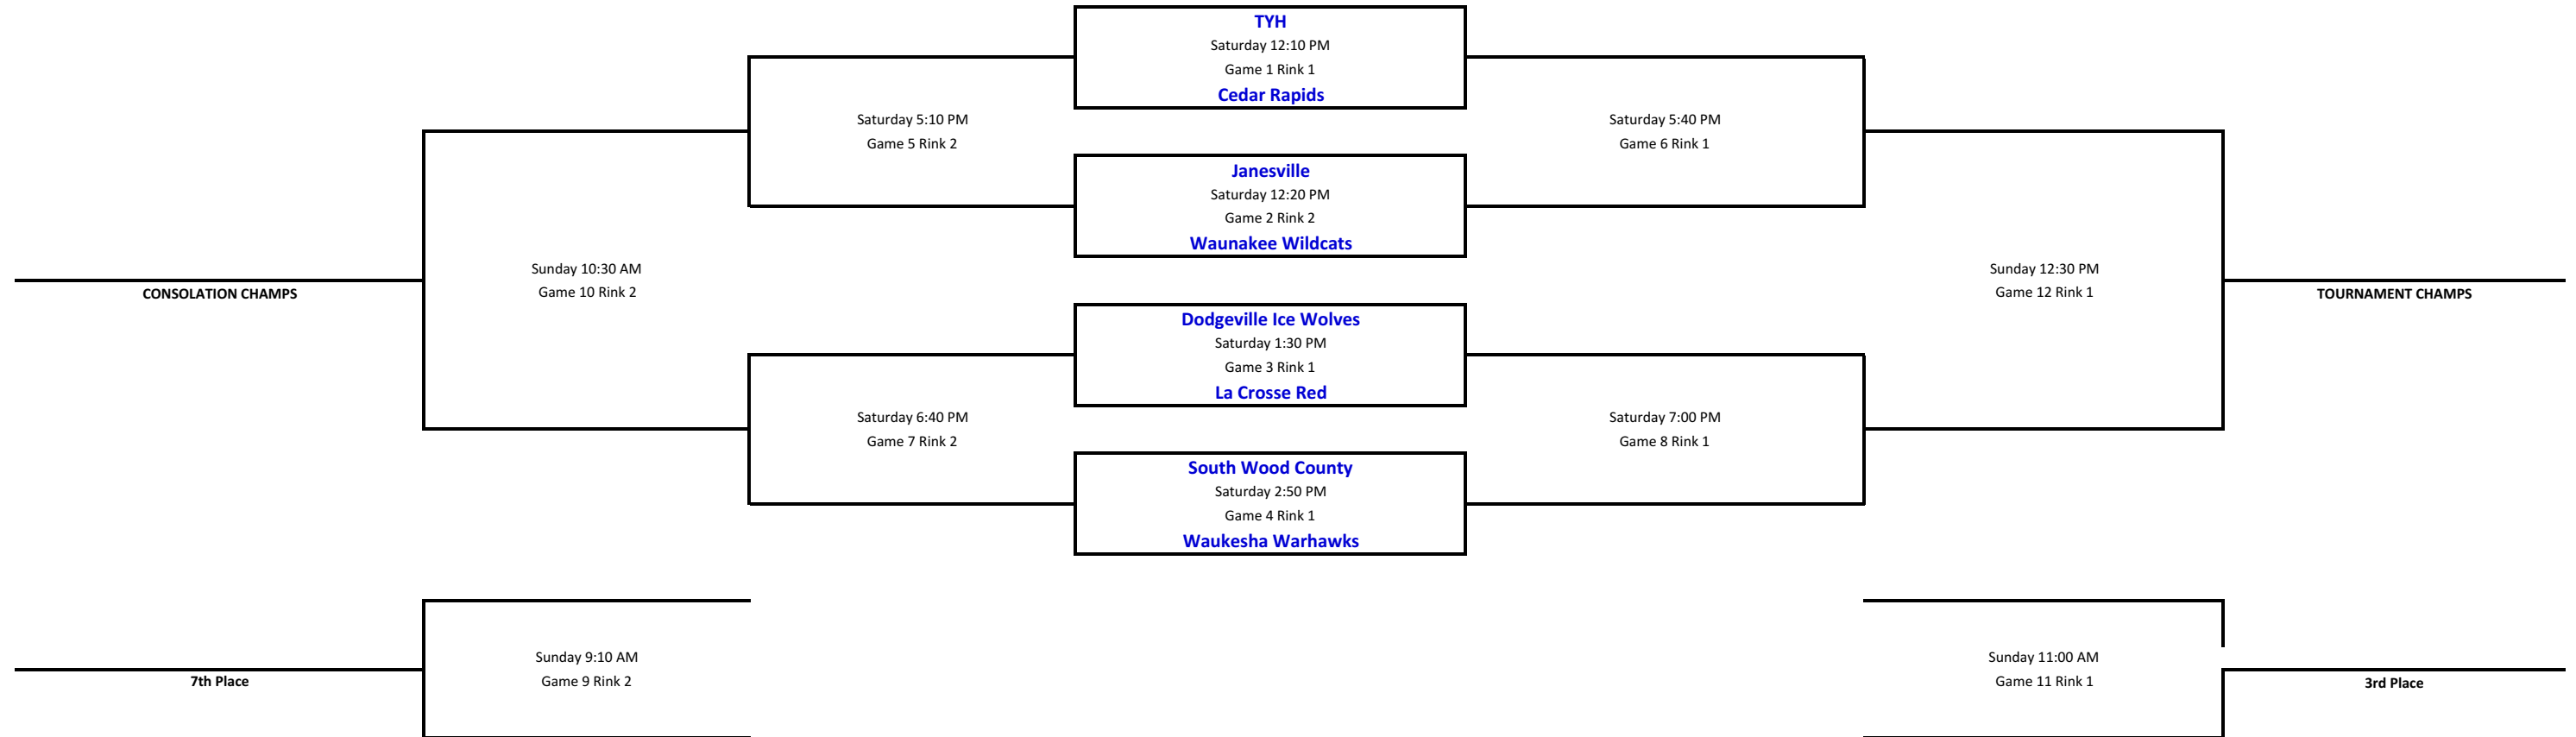 TYH
Saturday 12:10 PM
Game 1 Rink 1
Cedar Rapids
Saturday 5:10 PM
Game 5 Rink 2
Saturday 5:40 PM
Game 6 Rink 1
Janesville
Saturday 12:20 PM
Game 2 Rink 2
Waunakee Wildcats
Sunday 10:30 AM
Game 10 Rink 2
CONSOLATION CHAMPS
Sunday 12:30 PM
Game 12 Rink 1
TOURNAMENT CHAMPS
Dodgeville Ice Wolves
Saturday 1:30 PM
Game 3 Rink 1
La Crosse Red
Saturday 6:40 PM
Game 7 Rink 2
Saturday 7:00 PM
Game 8 Rink 1
South Wood County
Saturday 2:50 PM
Game 4 Rink 1
Waukesha Warhawks
Sunday 9:10 AM
Game 9 Rink 2
7th Place
Sunday 11:00 AM
Game 11 Rink 1
3rd Place